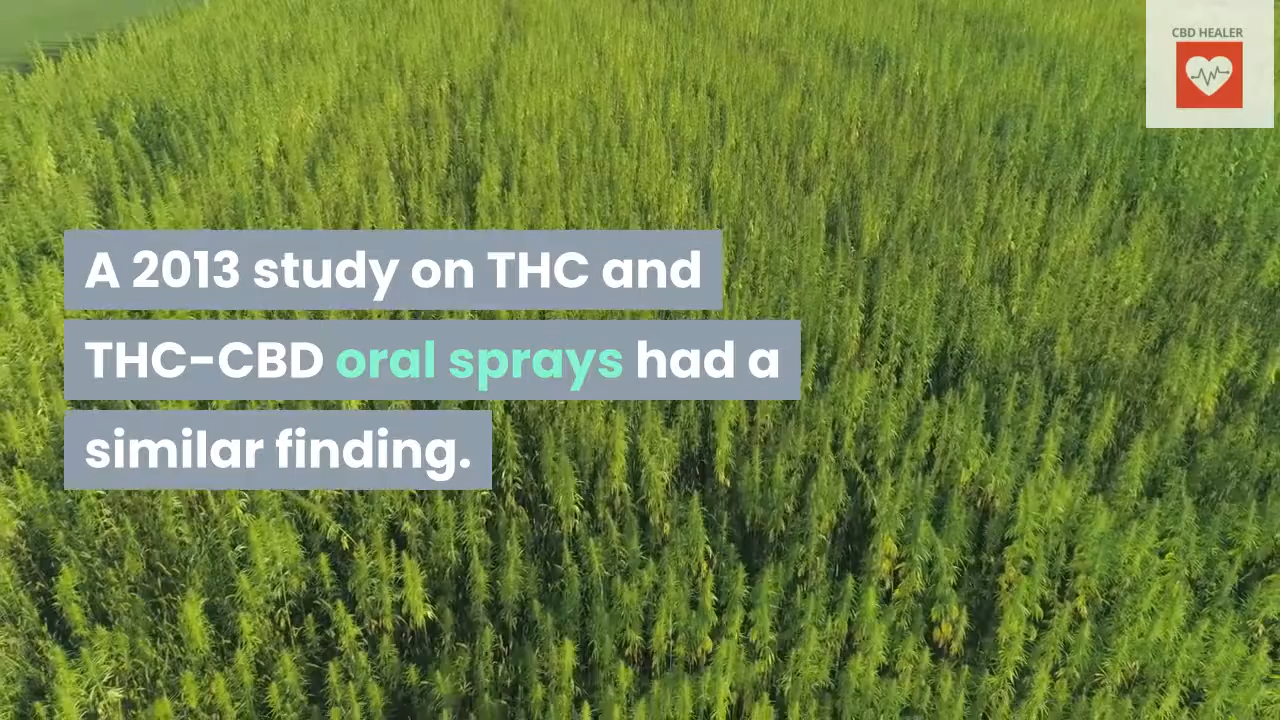 CBD HEALER
A 2013 study on THC and
THC-CBD oral sprays had a
similar finding.